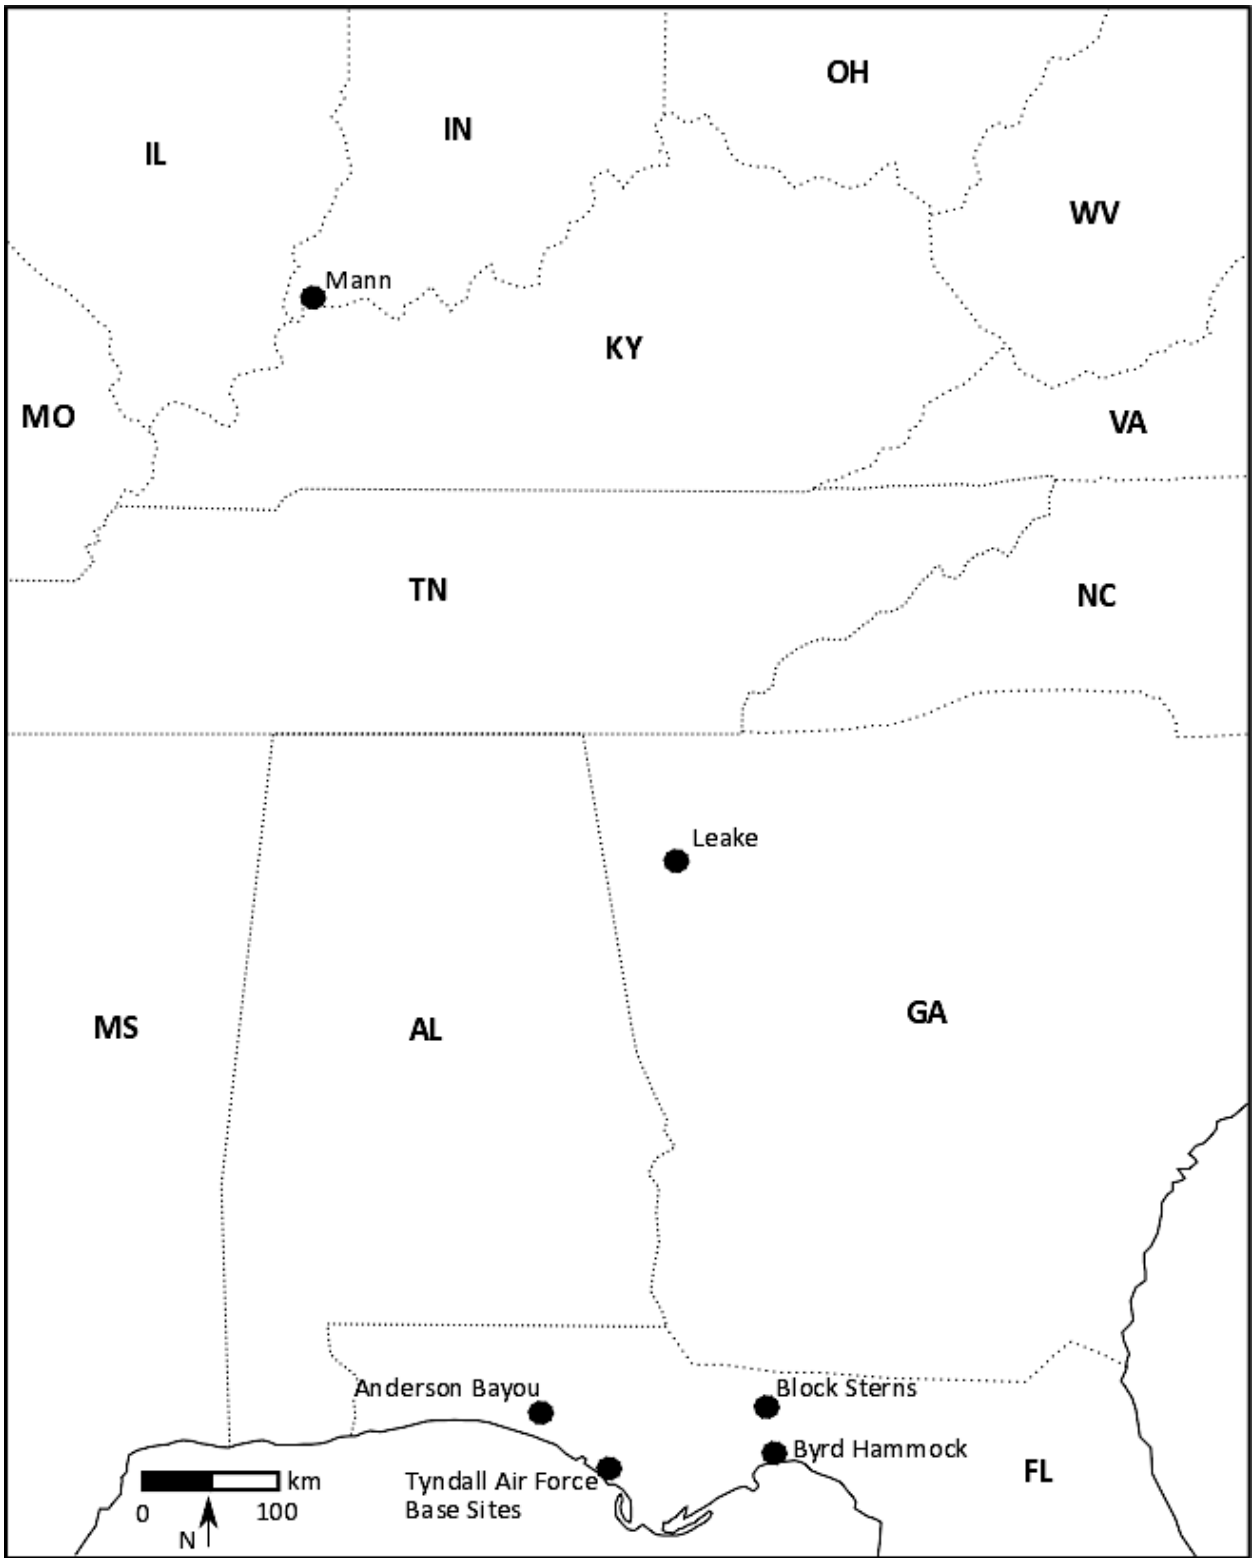 OH
IN
IL
WV
Mann
KY
MO
VA
TN
NC
Leake
GA
MS
AL
Block Sterns
Anderson Bayou
Byrd Hammock
FL
km
Tyndall Air Force
Base Sites
0
100
N